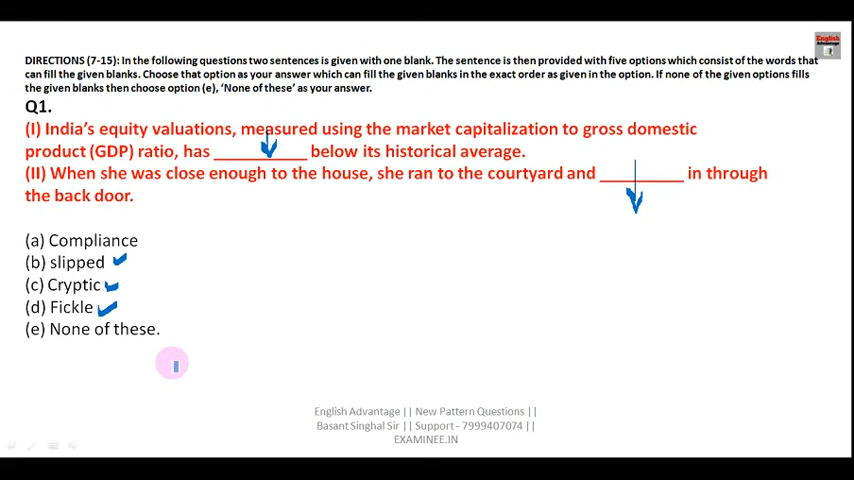 English
Advantage
DIRECTIONS (7-15): In the following questions two sentences is given with one blank. The sentence is then provided with five options which consist of the words that
can fill the given blanks. Choose that option as your answer which can fill the given blanks in the exact order as given in the option. If none of the given options fills
the given blanks then choose option (e), ‘None of these’ as your answer.
Q1.
(I) India’s equity valuations, measured using the market capitalization to gross domestic
product (GDP) ratio, has __________ below its historical average.
(II) When she was close enough to the house, she ran to the courtyard and _________ in through
the back door.
(a) Compliance
(b) slipped
(c) Cryptic
(d) Fickle
(e) None of these.
English Advantage || New Pattern Questions ||
Basant Singhal Sir || Support - 7999407074 ||
EXAMINEE.IN